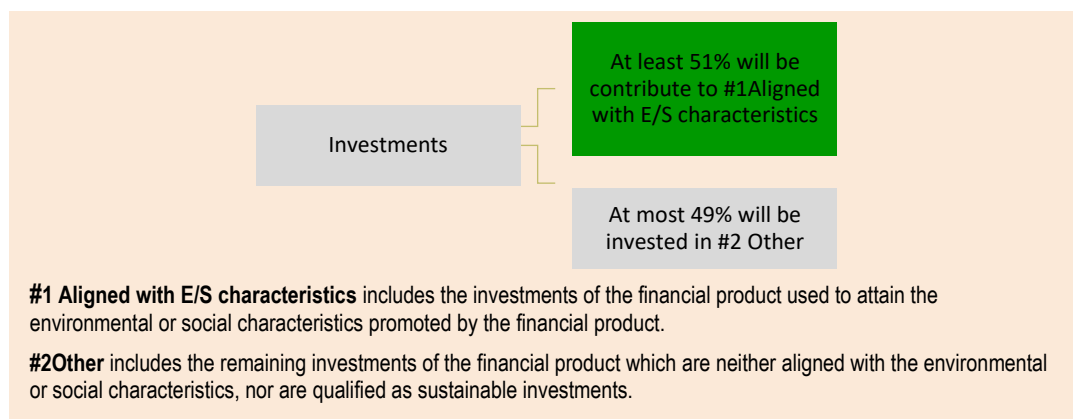 At least 51% will be
contribute to #1Aligned
with E/S characteristics
Investments
At most 49% will be
invested in #2 Other
#1 Aligned with E/S characteristics includes the investments of the financial product used to attain the
environmental or social characteristics promoted by the financial product.
#2Other includes the remaining investments of the financial product which are neither aligned with the environmental
or social characteristics, nor are qualified as sustainable investments.